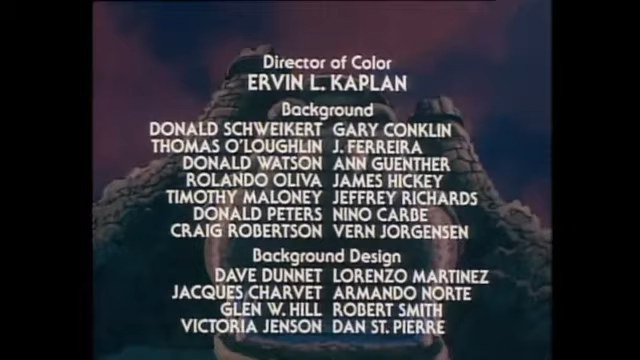 Director of Color
ERVIN L. KAPLAN
Background
DONALD SCHWEIKERT GARY CONKLIN
THOMAS O'LOUGHLIN J. FERREIRA
DONALD WATSON ANN GUENTHER
ROLANDO OLIVA JAMES HICKEY
TIMOTHY MALONEY JEFFREY RICHARDS
DONALD PETERS NINO CARBE
CRAIG ROBERTSON VERN JORGENSEN
Background Design
DAVE DUNNET LORENZO MARTINEZ
JACQUES CHARVET ARMANDO NORTE
GLEN W. HILL ROBERT SMITH
VICTORIA JENSON DAN ST. PIERRE